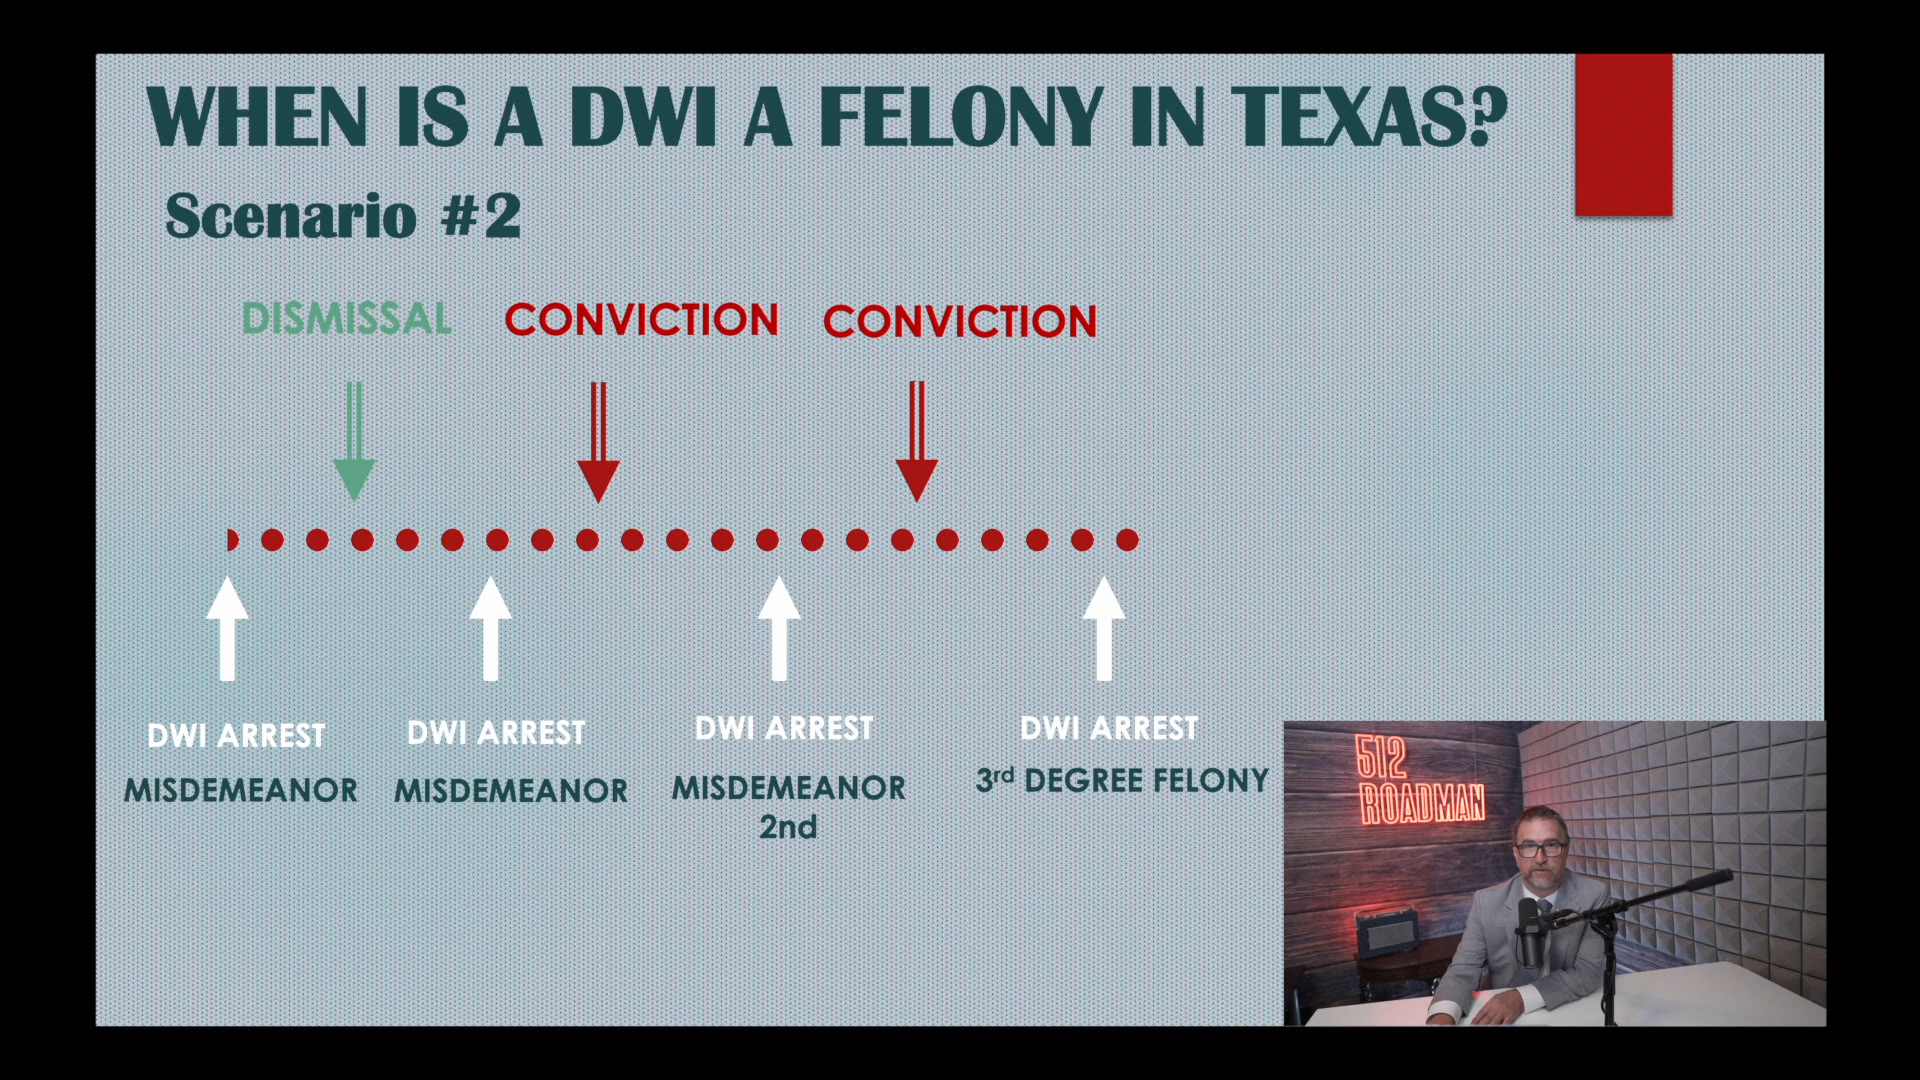 WHEN IS A DWI A FELONY IN TEXAS?
Scenario #2
DISMISSAL
CONVICTION
CONVICTION
DWI ARREST
MISDEMEANOR
DWI ARREST
MISDEMEANOR
DWI ARREST
MISDEMEANOR
2nd
DWI ARREST
3rd DEGREE FELONY
512
ROADMAN